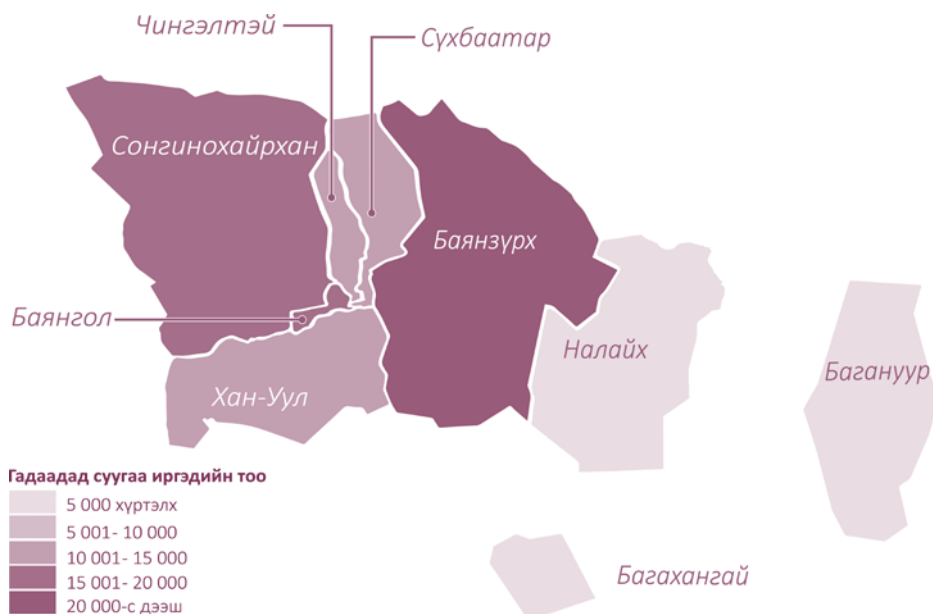 Чингэлтэй
Сүхбаатар
Сонгинохайрхан
Баянзүрх
Баянгол
Налайх
Багануур
Хан-Уул
Гадаадад суугаа иргэдийн тоо
5 000 хүртэлх
5 001- 10 000
10 001- 15 000
15 001- 20 000
20 000-с дээш
Багахангай